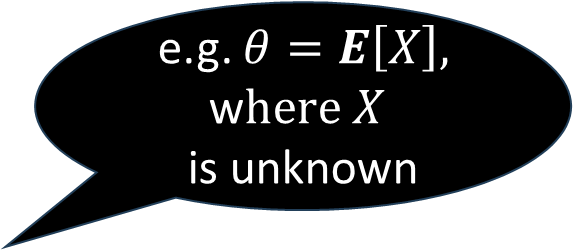 e.g. 𝜃 = 𝑬[𝑋],
where 𝑋
is unknown